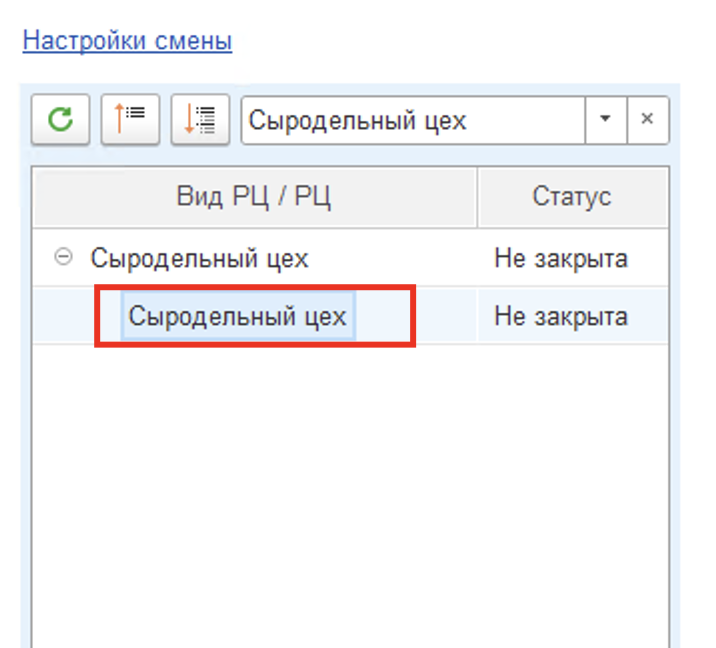 Настройки смены
Сыродельный цех
Вид РЦ / РЦ Статус
Сыродельный цех Не закрыта
Сыродельный цех Не закрыта